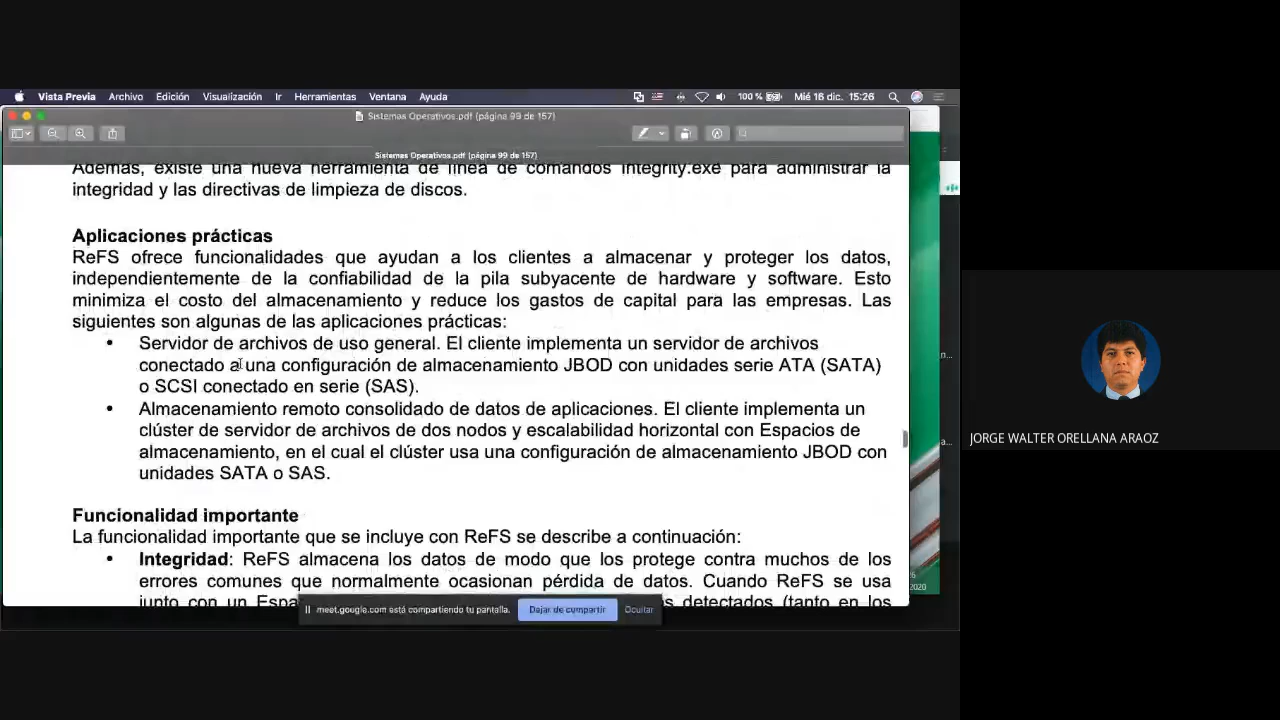 Vista Previa Archivo Edición Visualización Ir Herramientas Ventana Ayuda 100 % Mié 16 dic. 15:26
Sistemas Operativos.pdf (página 99 de 157)
Sistemas Operativos.pdf (página 99 de 157)
Además, existe una nueva herramienta de línea de comandos Integrity.exe para administrar la
integridad y las directivas de limpieza de discos.
Aplicaciones prácticas
ReFS ofrece funcionalidades que ayudan a los clientes a almacenar y proteger los datos,
independientemente de la confiabilidad de la pila subyacente de hardware y software. Esto
minimiza el costo del almacenamiento y reduce los gastos de capital para las empresas. Las
siguientes son algunas de las aplicaciones prácticas:
• Servidor de archivos de uso general. El cliente implementa un servidor de archivos
conectado a una configuración de almacenamiento JBOD con unidades serie ATA (SATA)
o SCSI conectado en serie (SAS).
• Almacenamiento remoto consolidado de datos de aplicaciones. El cliente implementa un
clúster de servidor de archivos de dos nodos y escalabilidad horizontal con Espacios de
almacenamiento, en el cual el clúster usa una configuración de almacenamiento JBOD con
unidades SATA o SAS.
Funcionalidad importante
La funcionalidad importante que se incluye con ReFS se describe a continuación:
• Integridad: ReFS almacena los datos de modo que los protege contra muchos de los
errores comunes que normalmente ocasionan pérdida de datos. Cuando ReFS se usa
junto con un Espa
s detectados (tanto en los
meet.google.com está compartiendo tu pantalla. Dejar de compartir Ocultar
n...
a...
2020
JORGE WALTER ORELLANA ARAOZ